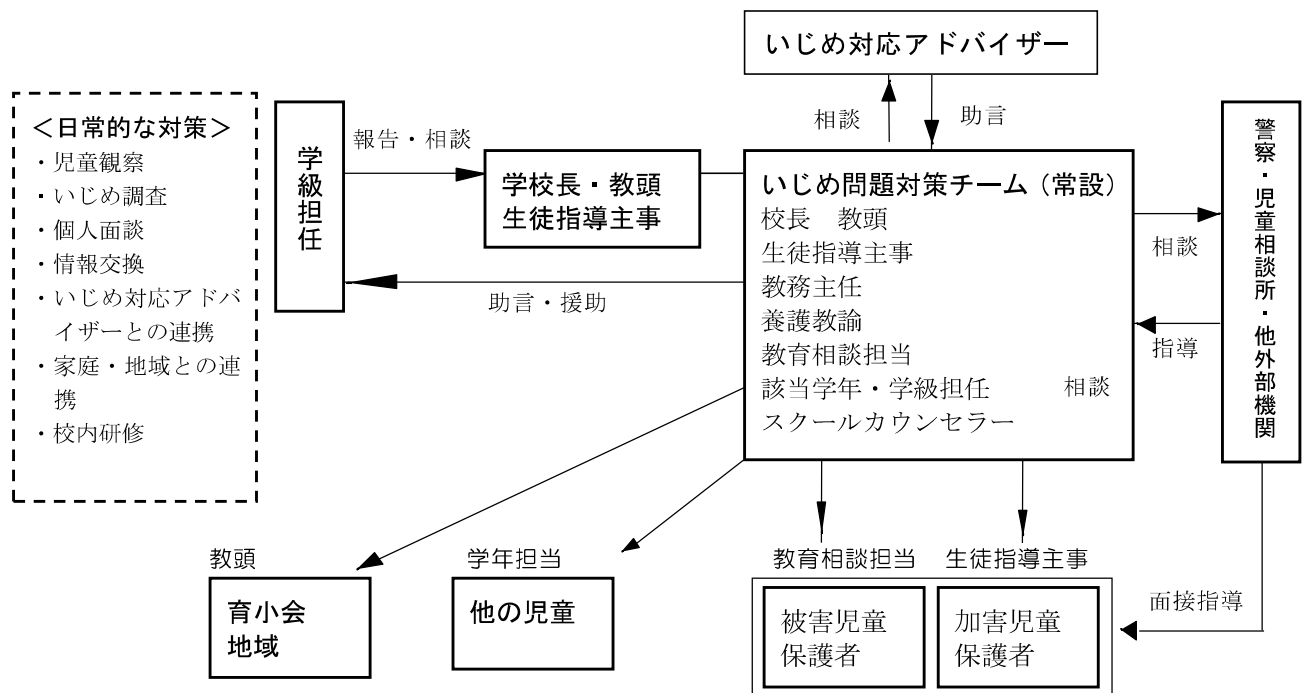 いじめ対応アドバイザー
相談
助言
＜日常的な対策＞
・児童観察
・いじめ調査
・個人面談
・情報交換
・いじめ対応アドバ
イザーとの連携
・家庭・地域との連
携
・校内研修
学級担任
報告・相談
学校長・教頭
生徒指導主事
助言・援助
いじめ問題対策チーム（常設）
校長　教頭
生徒指導主事
教務主任
養護教諭
教育相談担当
該当学年・学級担任　　　相談
スクールカウンセラー
相談
指導
警察・児童相談所・他外部機関
教頭
育小会
地域
学年担当
他の児童
教育相談担当
被害児童
保護者
生徒指導主事
加害児童
保護者
面接指導